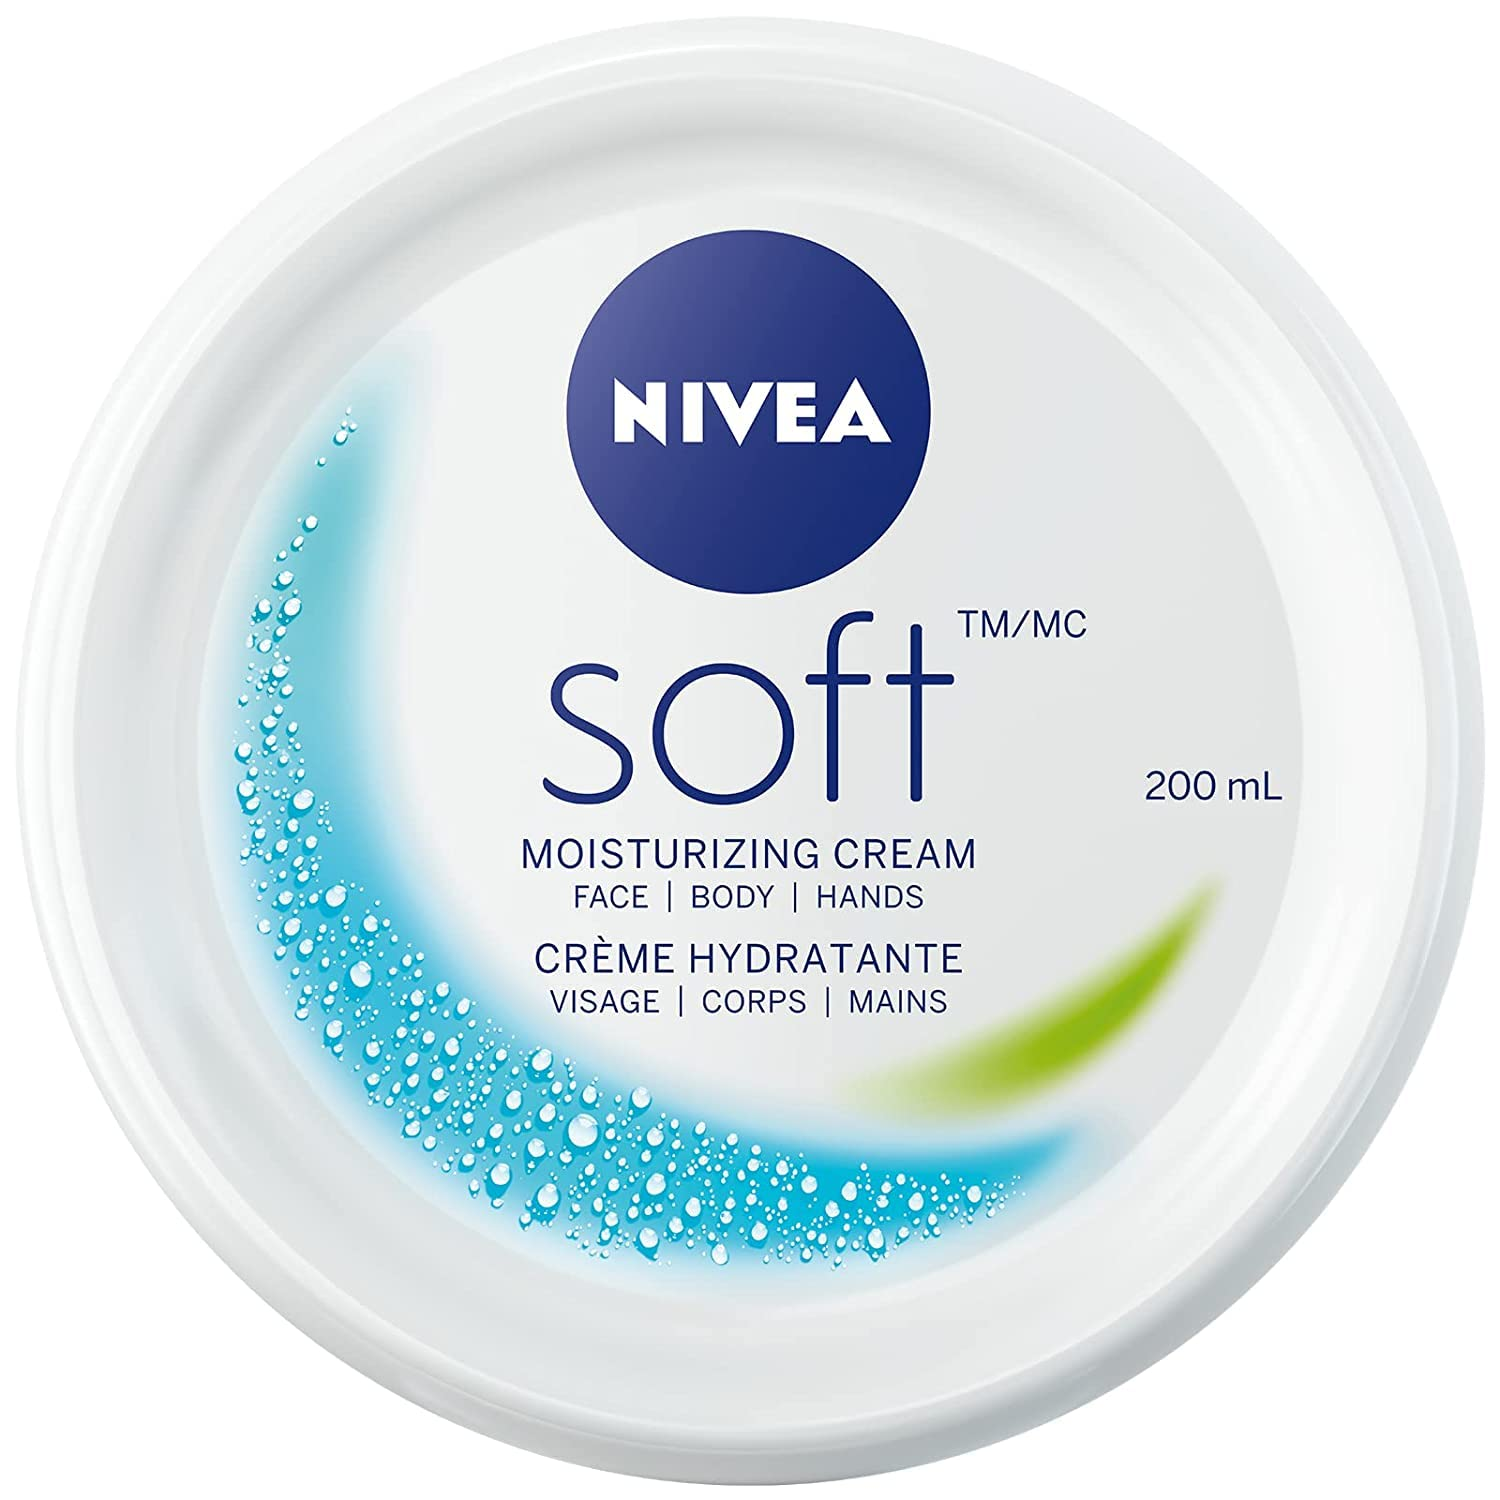 NIVEA
soft TM/MC
200 mL
MOISTURIZING CREAM
FACE | BODY | HANDS
CRÈME HYDRATANTE
VISAGE | CORPS | MAINS